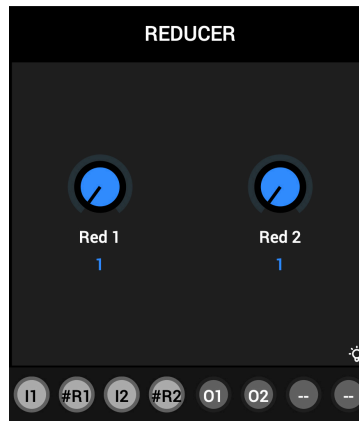 REDUCER
Red 1 Red 2
1 1
I1 #R1 I2 #R2 O1 O2 -- --